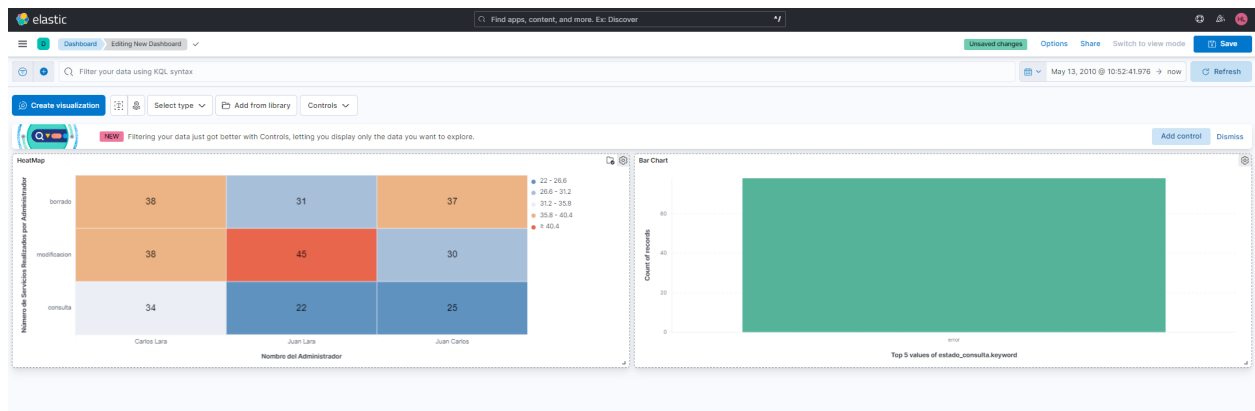 elastic
Find apps, content, and more. Ex: Discover
^/
HL
D
Dashboard
Editing New Dashboard
Unsaved changes
Options
Share
Switch to view mode
Save
Filter your data using KQL syntax
May 13, 2010 @ 10:52:41.976 → now
Refresh
Create visualization
Select type
Add from library
Controls
NEW Filtering your data just got better with Controls, letting you display only the data you want to explore.
Add control
Dismiss
HeatMap
Número de Servicios Realizados por Administrador
borrado
38
31
37
modificacion
38
45
30
consulta
34
22
25
Carlos Lara
Juan Lara
Juan Carlos
Nombre del Administrador
22 - 26.6
26.6 - 31.2
31.2 - 35.8
35.8 - 40.4
≥ 40.4
Bar Chart
Count of records
60
40
20
0
error
Top 5 values of estado_consulta.keyword